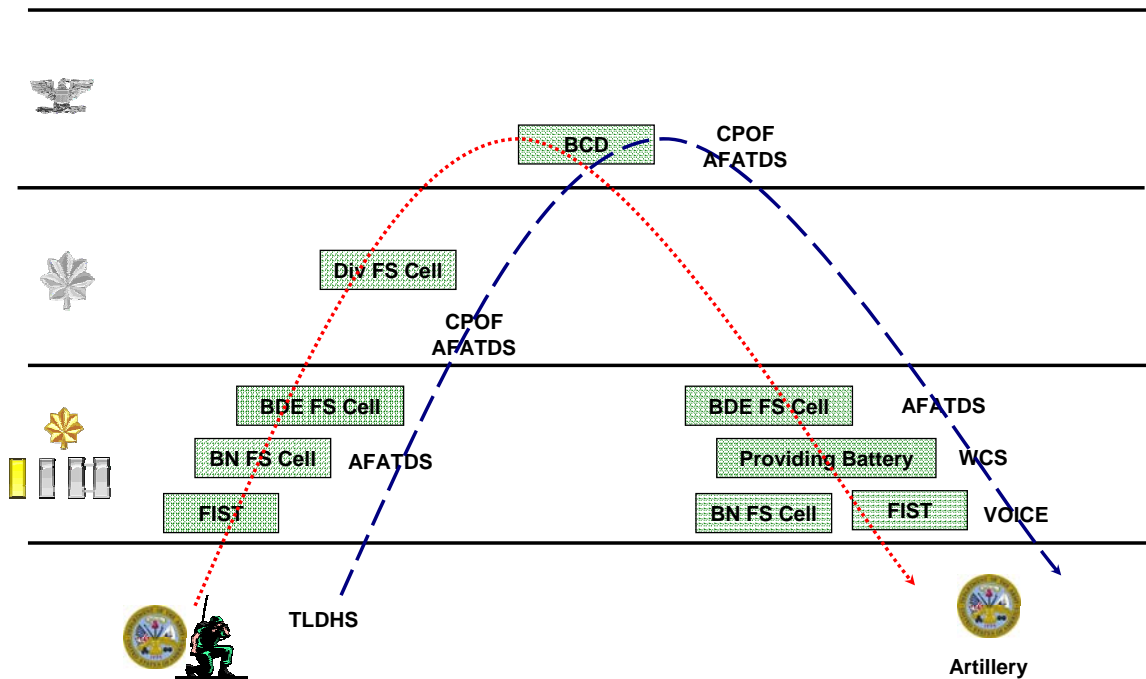 BCD
CPOF
AFATDS
Div FS Cell
CPOF
AFATDS
BDE FS Cell
BDE FS Cell
AFATDS
BN FS Cell
AFATDS
Providing Battery
WCS
FIST
BN FS Cell
FIST
VOICE
TLDHS
Artillery